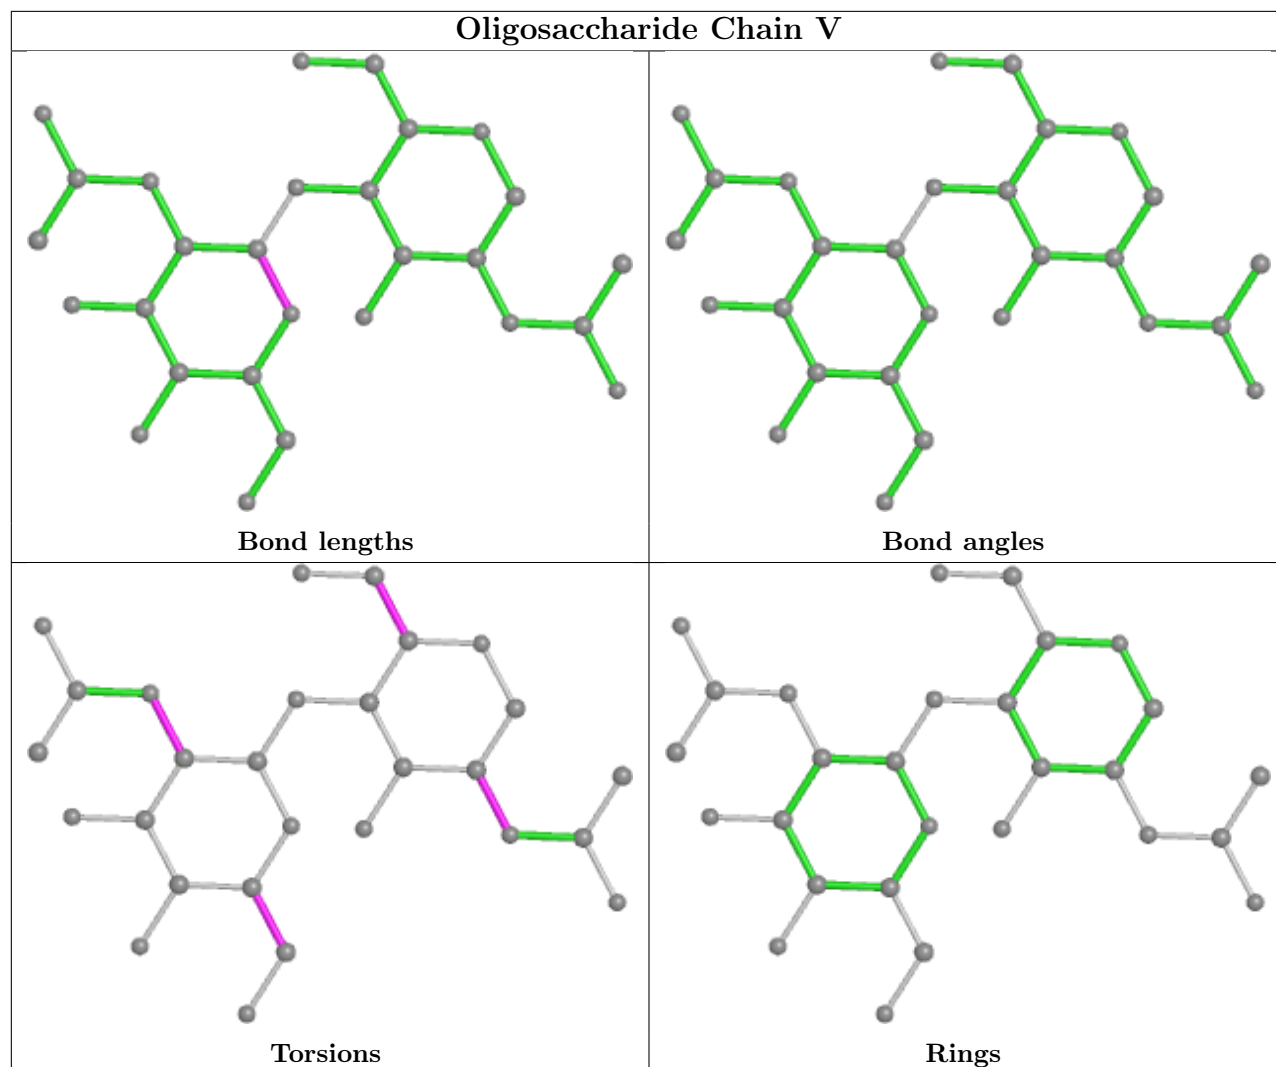 Oligosaccharide Chain V
Bond lengths
Bond angles
Torsions
Rings